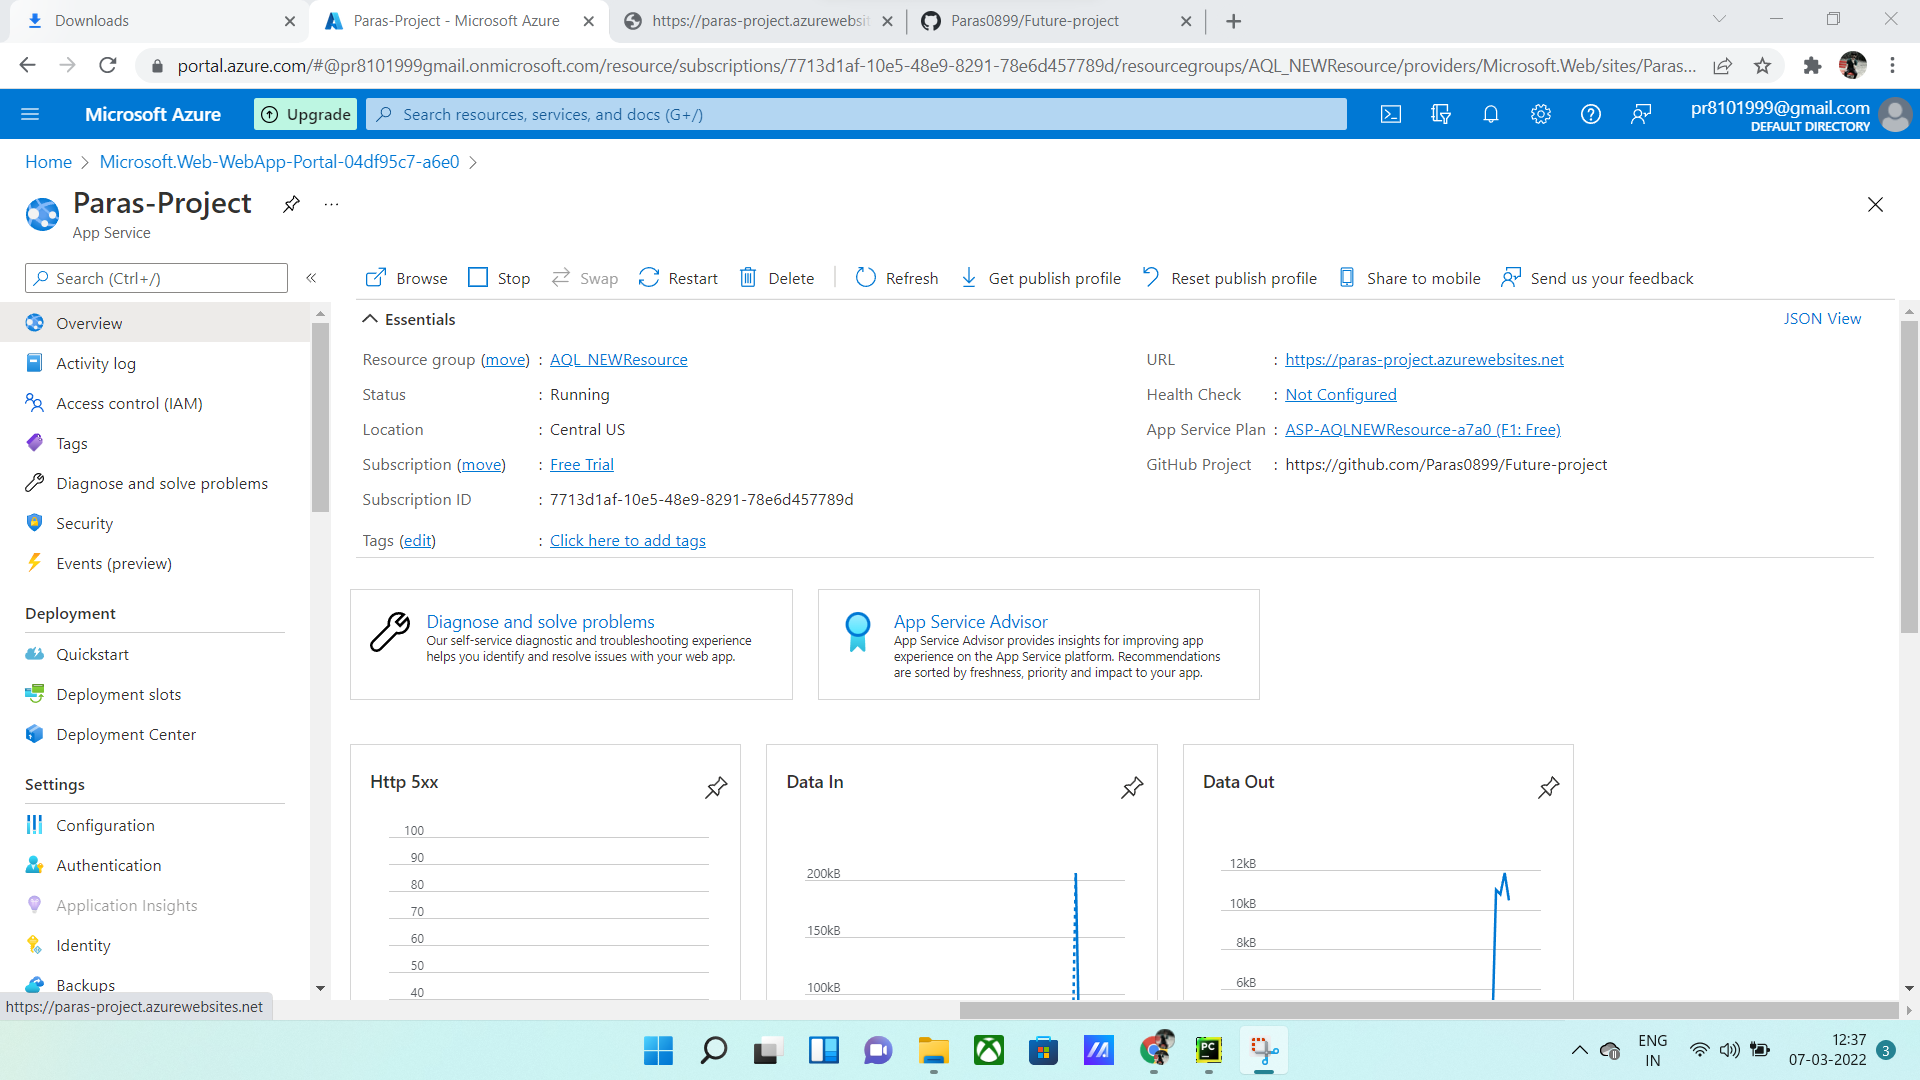 Downloads
Paras-Project - Microsoft Azure
https://paras-project.azurewebsit
Paras0899/Future-project
portal.azure.com/#@pr8101999gmail.onmicrosoft.com/resource/subscriptions/7713d1af-10e5-48e9-8291-78e6d457789d/resourcegroups/AQL_NEWResource/providers/Microsoft.Web/sites/Paras...
Microsoft Azure
Upgrade
Search resources, services, and docs (G+/)
pr8101999@gmail.com
DEFAULT DIRECTORY
Home > Microsoft.Web-WebApp-Portal-04df95c7-a6e0 >
Paras-Project
...
App Service
Search (Ctrl+/)
«
Browse
Stop
Swap
Restart
Delete
Refresh
Get publish profile
Reset publish profile
Share to mobile
Send us your feedback
Overview
Activity log
Access control (IAM)
Tags
Diagnose and solve problems
Security
Events (preview)
Deployment
Quickstart
Deployment slots
Deployment Center
Settings
Configuration
Authentication
Application Insights
Identity
Backups
https://paras-project.azurewebsites.net
Essentials
JSON View
Resource group (move) : AQL_NEWResource
Status : Running
Location : Central US
Subscription (move) : Free Trial
Subscription ID : 7713d1af-10e5-48e9-8291-78e6d457789d
Tags (edit) : Click here to add tags
URL : https://paras-project.azurewebsites.net
Health Check : Not Configured
App Service Plan : ASP-AQLNEWResource-a7a0 (F1: Free)
GitHub Project : https://github.com/Paras0899/Future-project
Diagnose and solve problems
Our self-service diagnostic and troubleshooting experience
helps you identify and resolve issues with your web app.
App Service Advisor
App Service Advisor provides insights for improving app
experience on the App Service platform. Recommendations
are sorted by freshness, priority and impact to your app.
Http 5xx
100
90
80
70
60
50
40
Data In
200kB
150kB
100kB
Data Out
12kB
10kB
8kB
6kB
PC
ENG
IN
12:37
07-03-2022
3